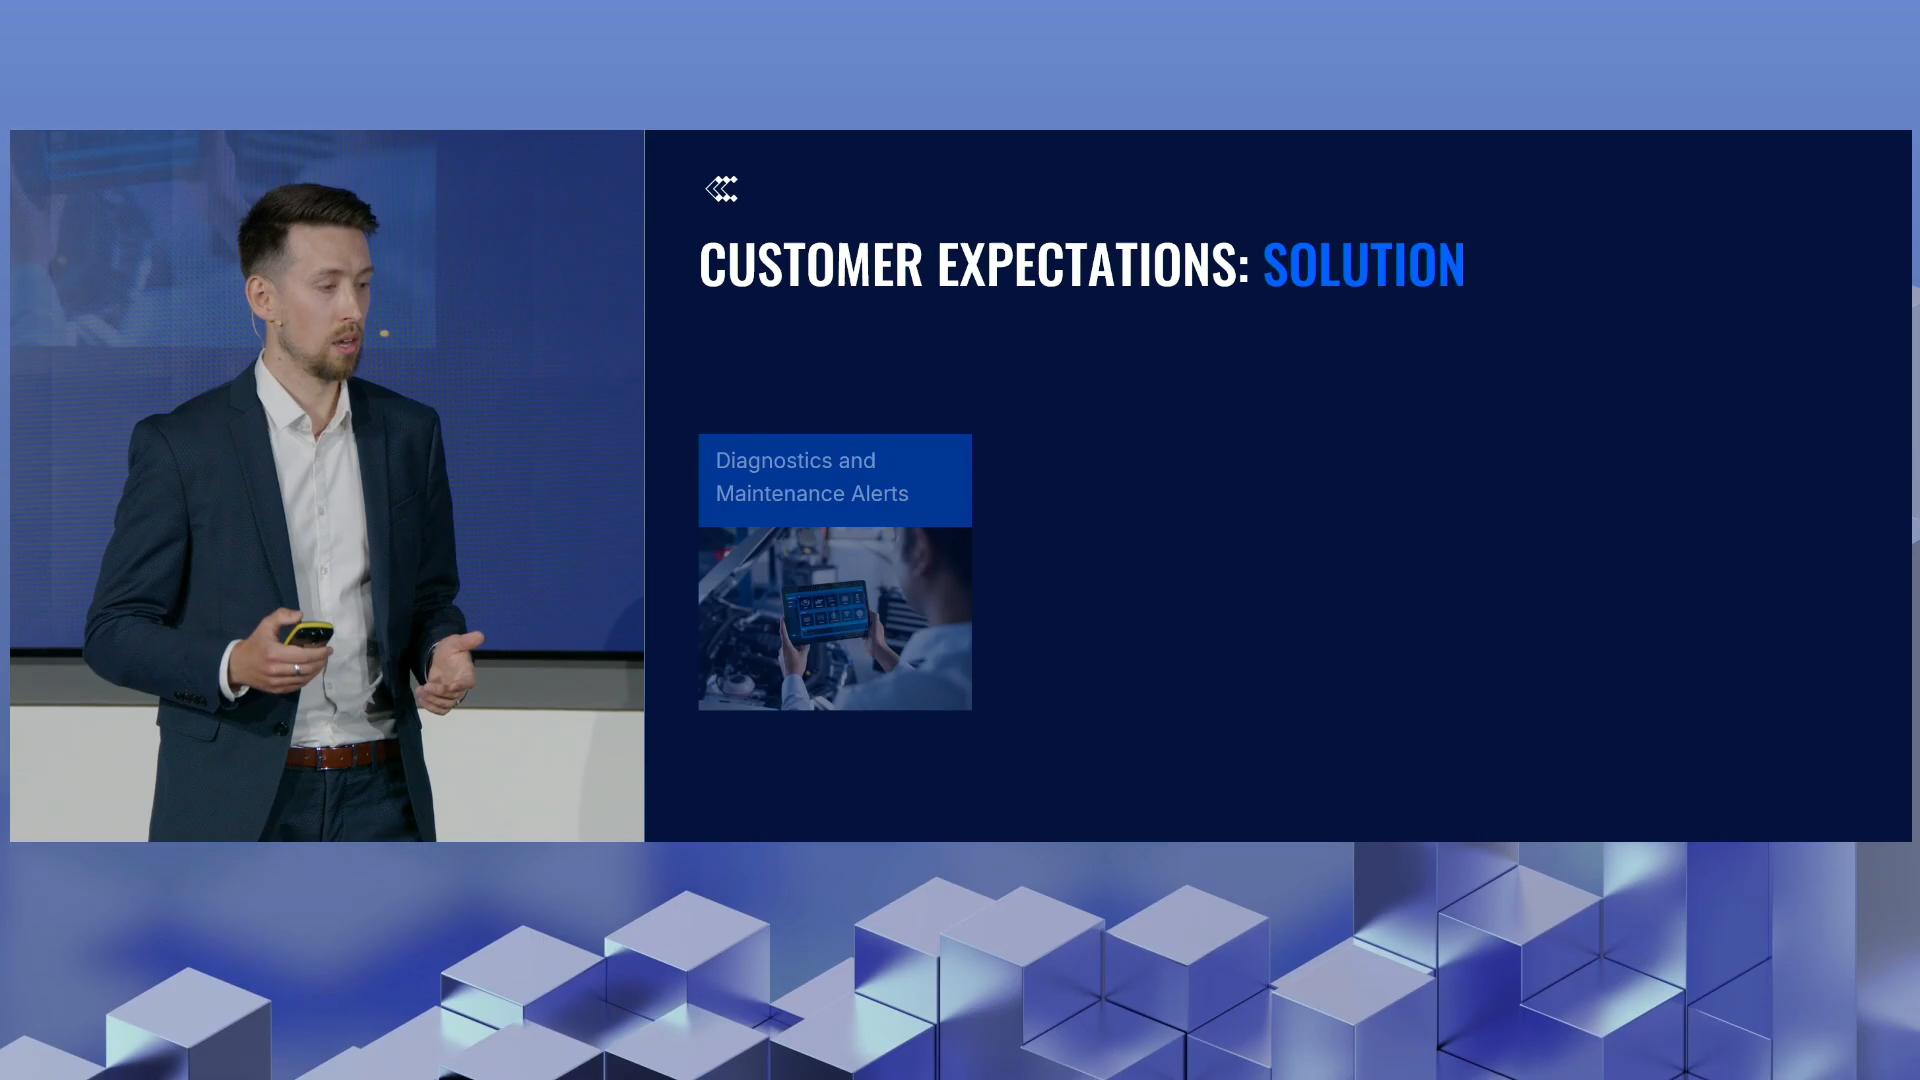 CUSTOMER EXPECTATIONS: SOLUTION
Diagnostics and
Maintenance Alerts